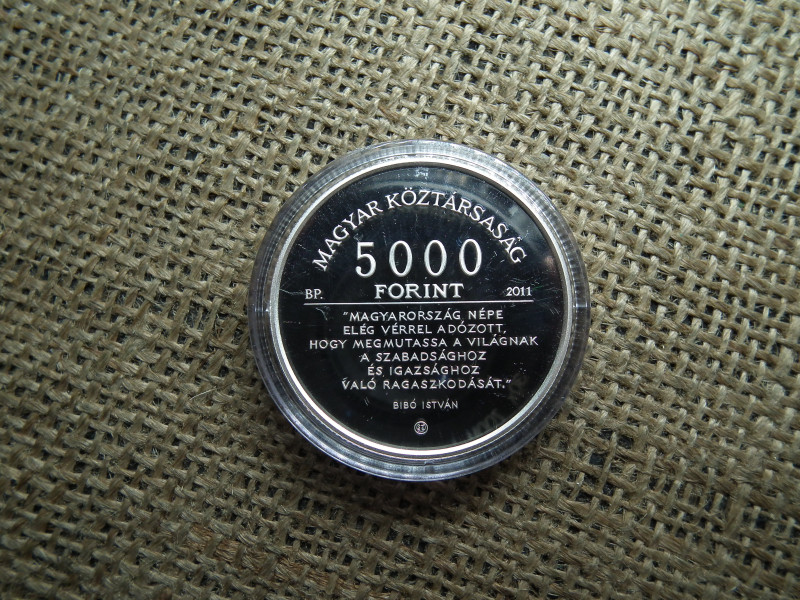 MAGYAR KÖZTÁRSASÁG
5000
FORINT
BP. 2011
"MAGYARORSZÁG NÉPE
ELÉG VÉRREL ADÓZOTT,
HOGY MEGMUTASSA A VILÁGNAK
A SZABADSÁGHOZ
ÉS IGAZSÁGHOZ
VALÓ RAGASZKODÁSÁT."
BIBÓ ISTVÁN